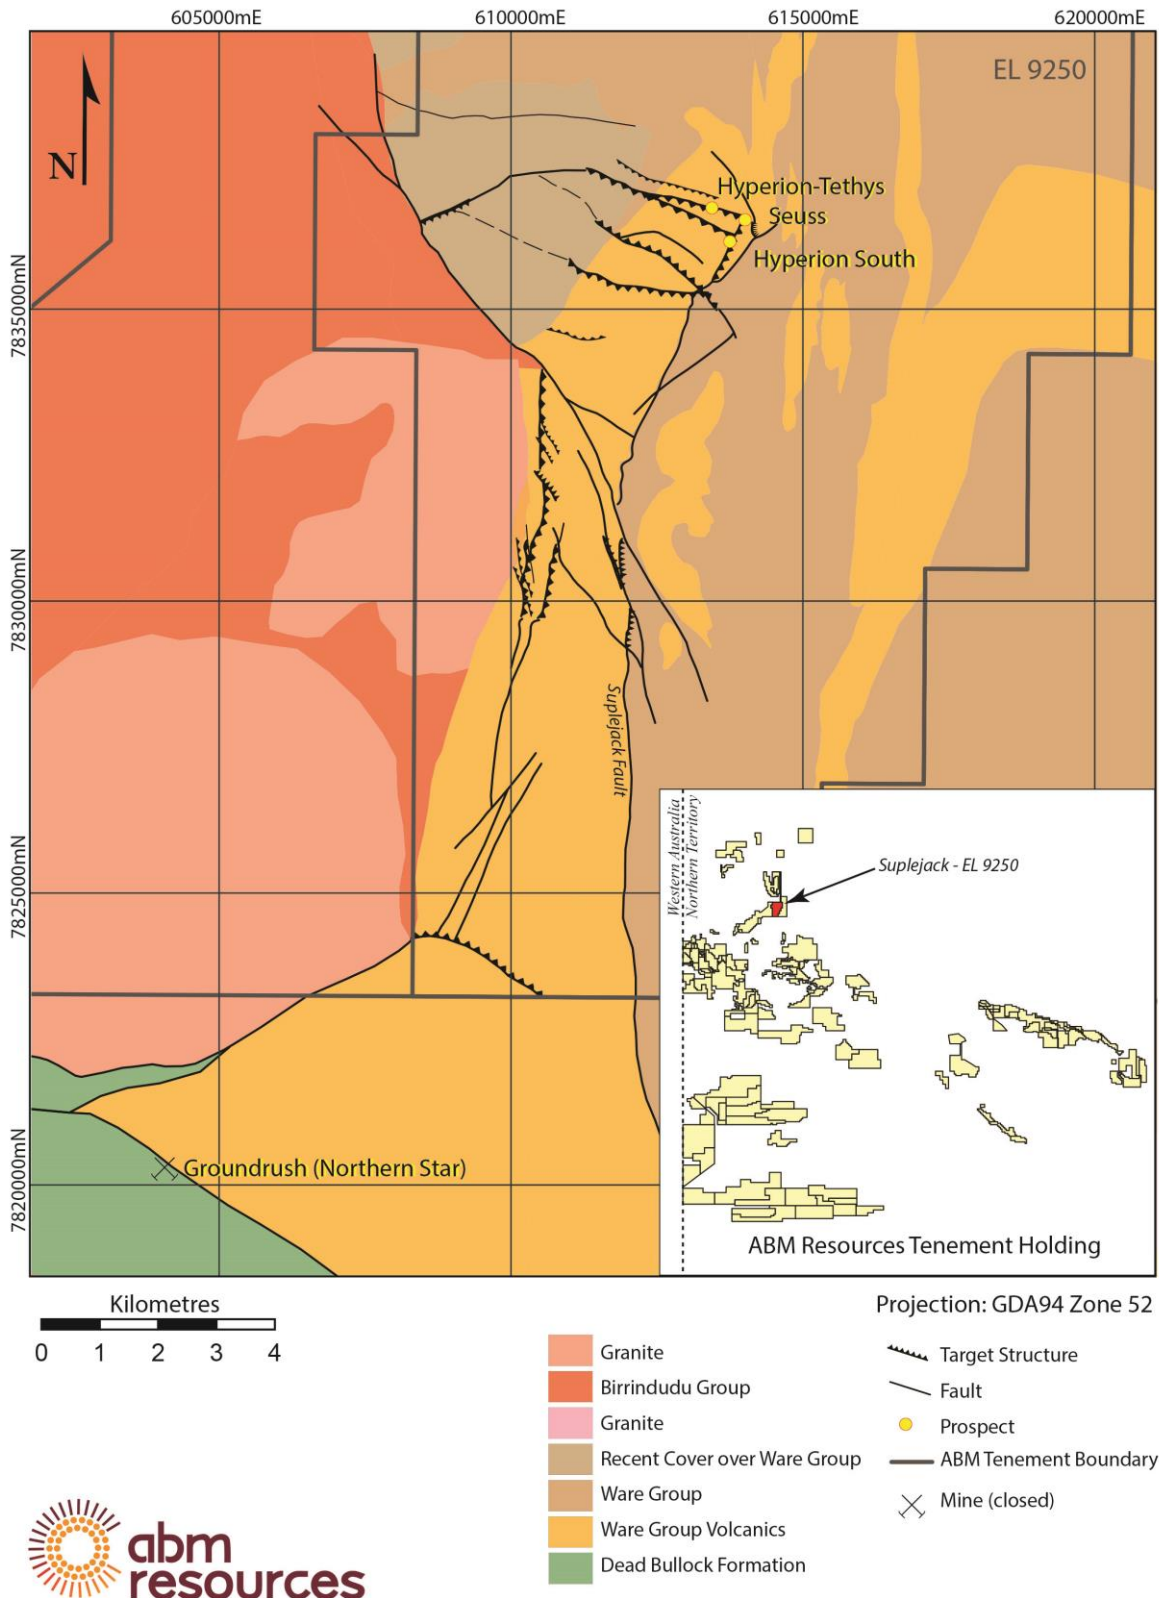 605000mE
610000mE
615000mE
620000mE
EL 9250
N
Hyperion-Tethys
Seuss
Hyperion South
7835000mN
7830000mN
Suplejack Fault
7825000mN
7820000mN
Groundrush (Northern Star)
Western Australia
Northern Territory
Suplejack - EL 9250
ABM Resources Tenement Holding
Kilometres
0 1 2 3 4
Projection: GDA94 Zone 52
Granite
Birrindudu Group
Granite
Recent Cover over Ware Group
Ware Group
Ware Group Volcanics
Dead Bullock Formation
Target Structure
Fault
Prospect
ABM Tenement Boundary
Mine (closed)
abm
resources